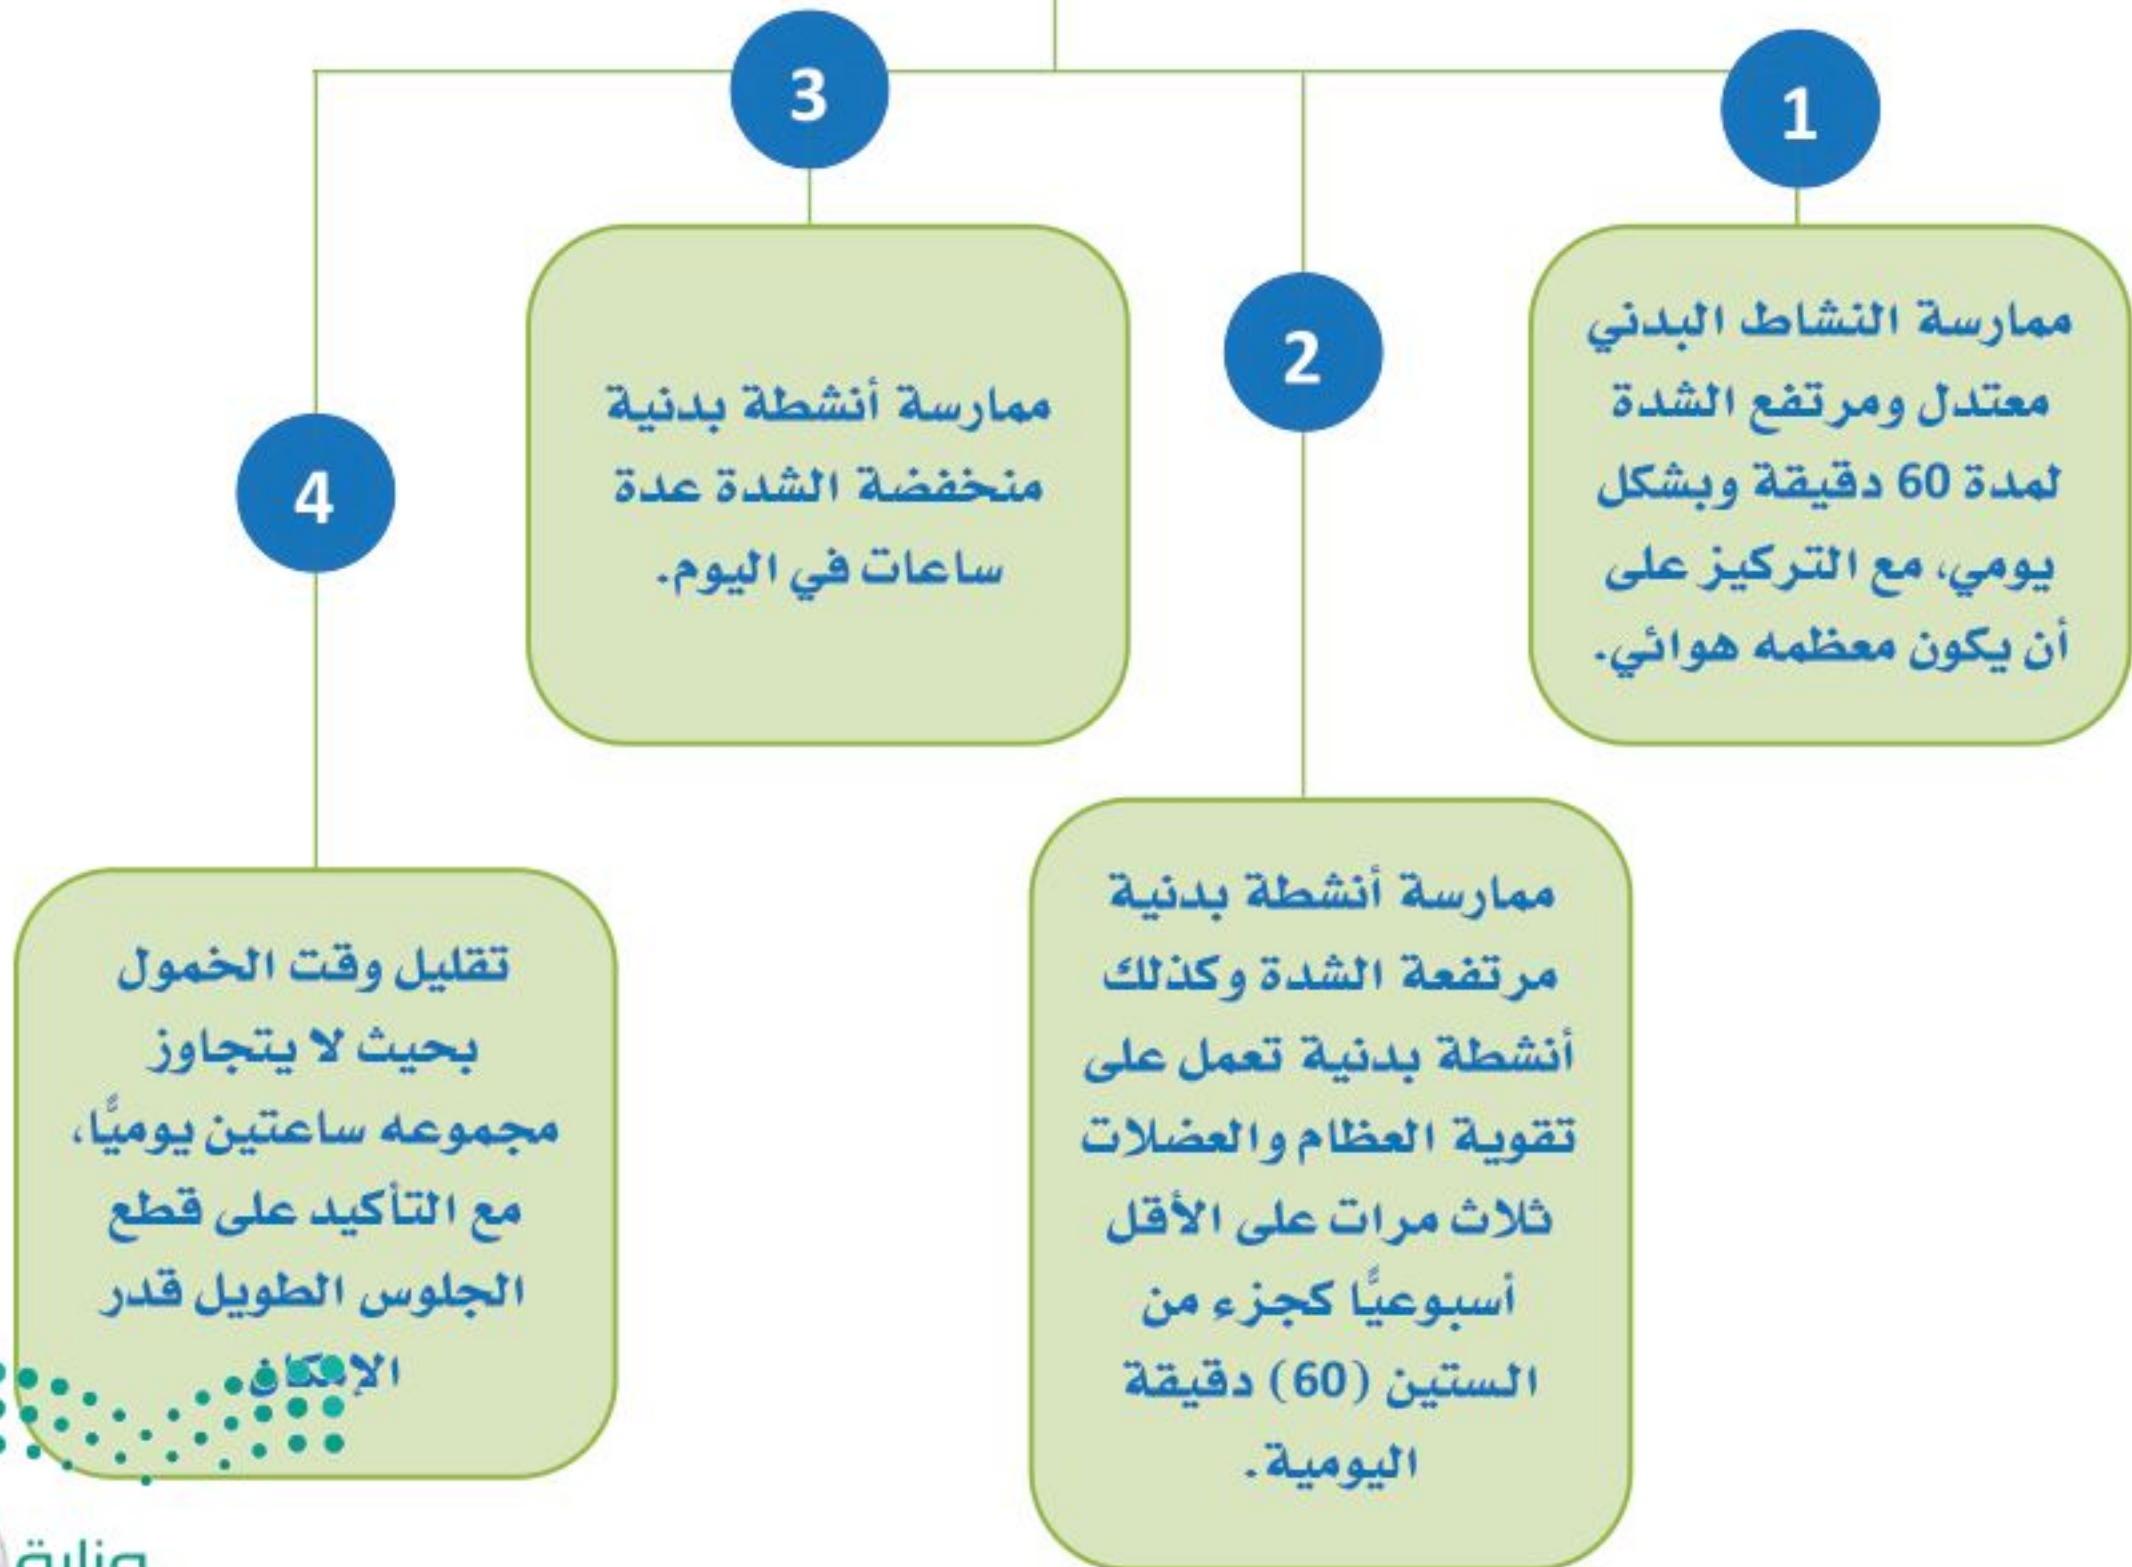 1
ممارسة النشاط البدني
معتدل ومرتفع الشدة
لمدة 60 دقيقة وبشكل
يومي، مع التركيز على
أن يكون معظمه هوائي.
2
ممارسة أنشطة بدنية
مرتفعة الشدة وكذلك
أنشطة بدنية تعمل على
تقوية العظام والعضلات
ثلاث مرات على الأقل
أسبوعيًّا كجزء من
الستين (60) دقيقة
اليومية.
3
ممارسة أنشطة بدنية
منخفضة الشدة عدة
ساعات في اليوم.
4
تقليل وقت الخمول
بحيث لا يتجاوز
مجموعه ساعتين يوميًّا،
مع التأكيد على قطع
الجلوس الطويل قدر
الإمكان